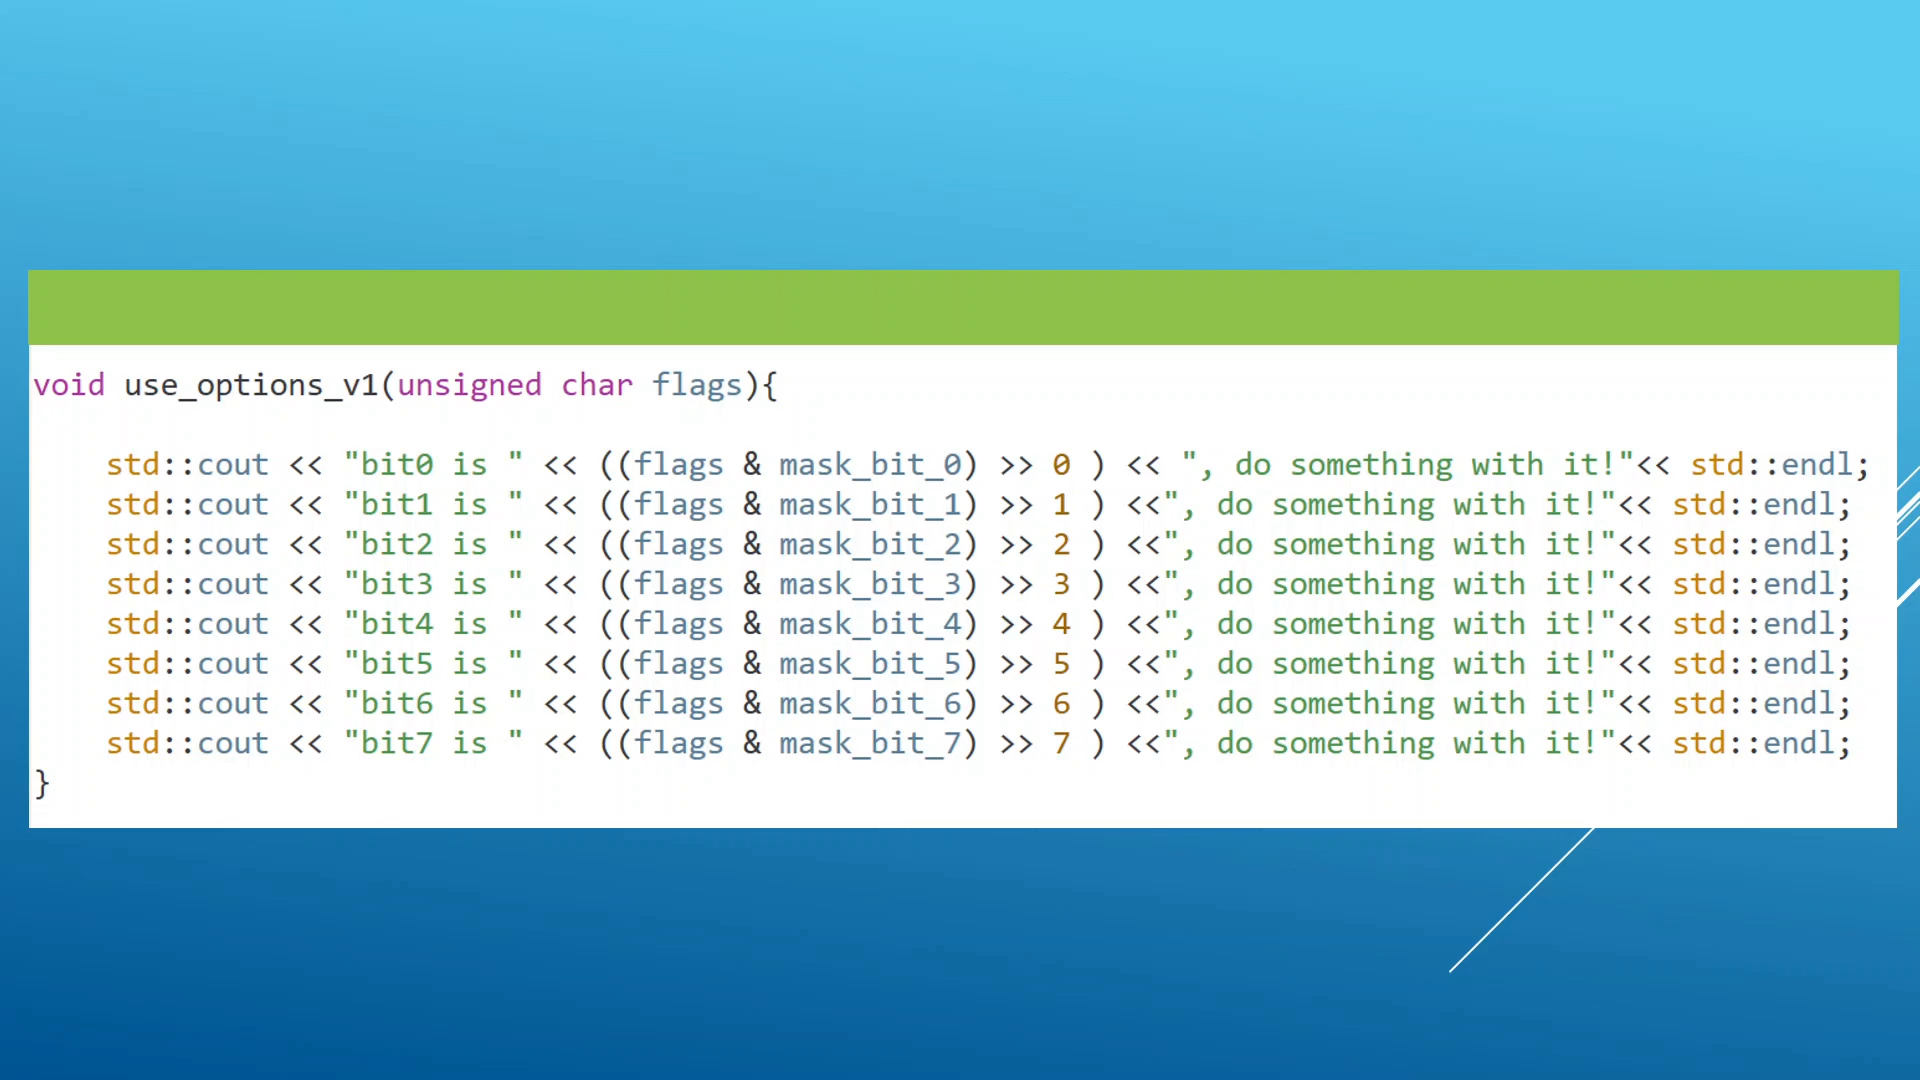 void use_options_v1(unsigned char flags){
std::cout << "bit0 is " << ((flags & mask_bit_0) >> 0 ) << ", do something with it!"<< std::endl;
std::cout << "bit1 is " << ((flags & mask_bit_1) >> 1 ) <<", do something with it!"<< std::endl;
std::cout << "bit2 is " << ((flags & mask_bit_2) >> 2 ) <<", do something with it!"<< std::endl;
std::cout << "bit3 is " << ((flags & mask_bit_3) >> 3 ) <<", do something with it!"<< std::endl;
std::cout << "bit4 is " << ((flags & mask_bit_4) >> 4 ) <<", do something with it!"<< std::endl;
std::cout << "bit5 is " << ((flags & mask_bit_5) >> 5 ) <<", do something with it!"<< std::endl;
std::cout << "bit6 is " << ((flags & mask_bit_6) >> 6 ) <<", do something with it!"<< std::endl;
std::cout << "bit7 is " << ((flags & mask_bit_7) >> 7 ) <<", do something with it!"<< std::endl;
}